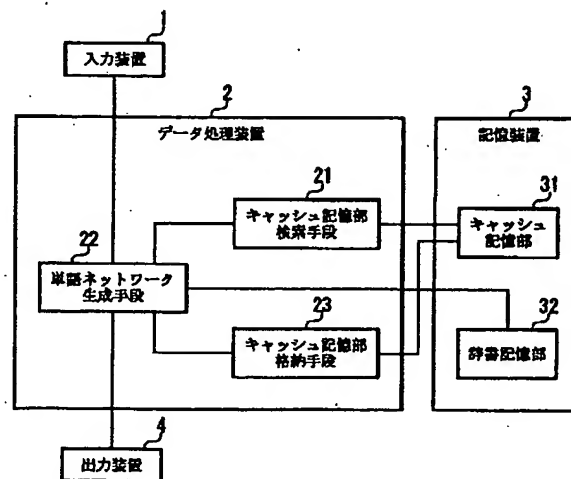 1
入力装置
2
データ処理装置
3
記憶装置
21
キャッシュ記憶部
検索手段
31
キャッシュ
記憶部
22
単語ネットワーク
生成手段
23
キャッシュ記憶部
格納手段
32
辞書記憶部
4
出力装置